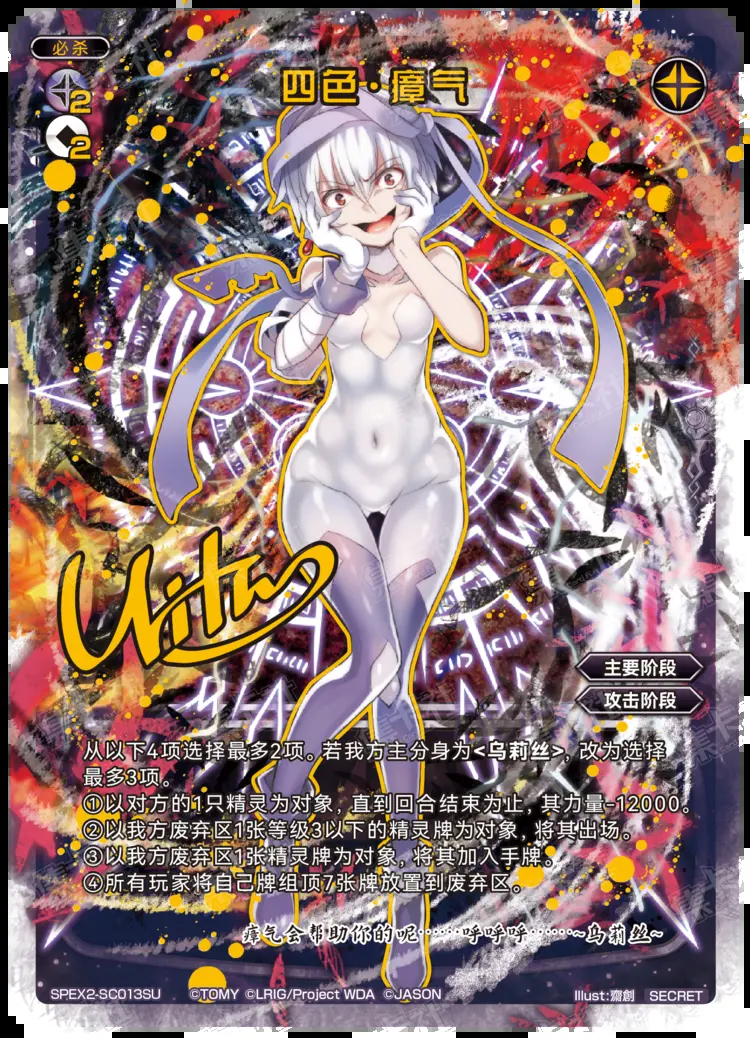 必杀
四色·瘴气
2
2
Urith
主要阶段
攻击阶段
从以下4项选择最多2项。若我方主分身为<乌莉丝>，改为选择
最多3项。
①以对方的1只精灵为对象，直到回合结束为止，其力量-12000。
②以我方废弃区1张等级3以下的精灵牌为对象，将其出场。
③以我方废弃区1张精灵牌为对象，将其加入手牌。
④所有玩家将自己牌组顶7张牌放置到废弃区。
瘴气会帮助你的呢……呼呼呼……~乌莉丝~
SPEX2-SC013SU ©TOMY ©LRIG/Project WDA ©JASON
Illust:齋創 SECRET